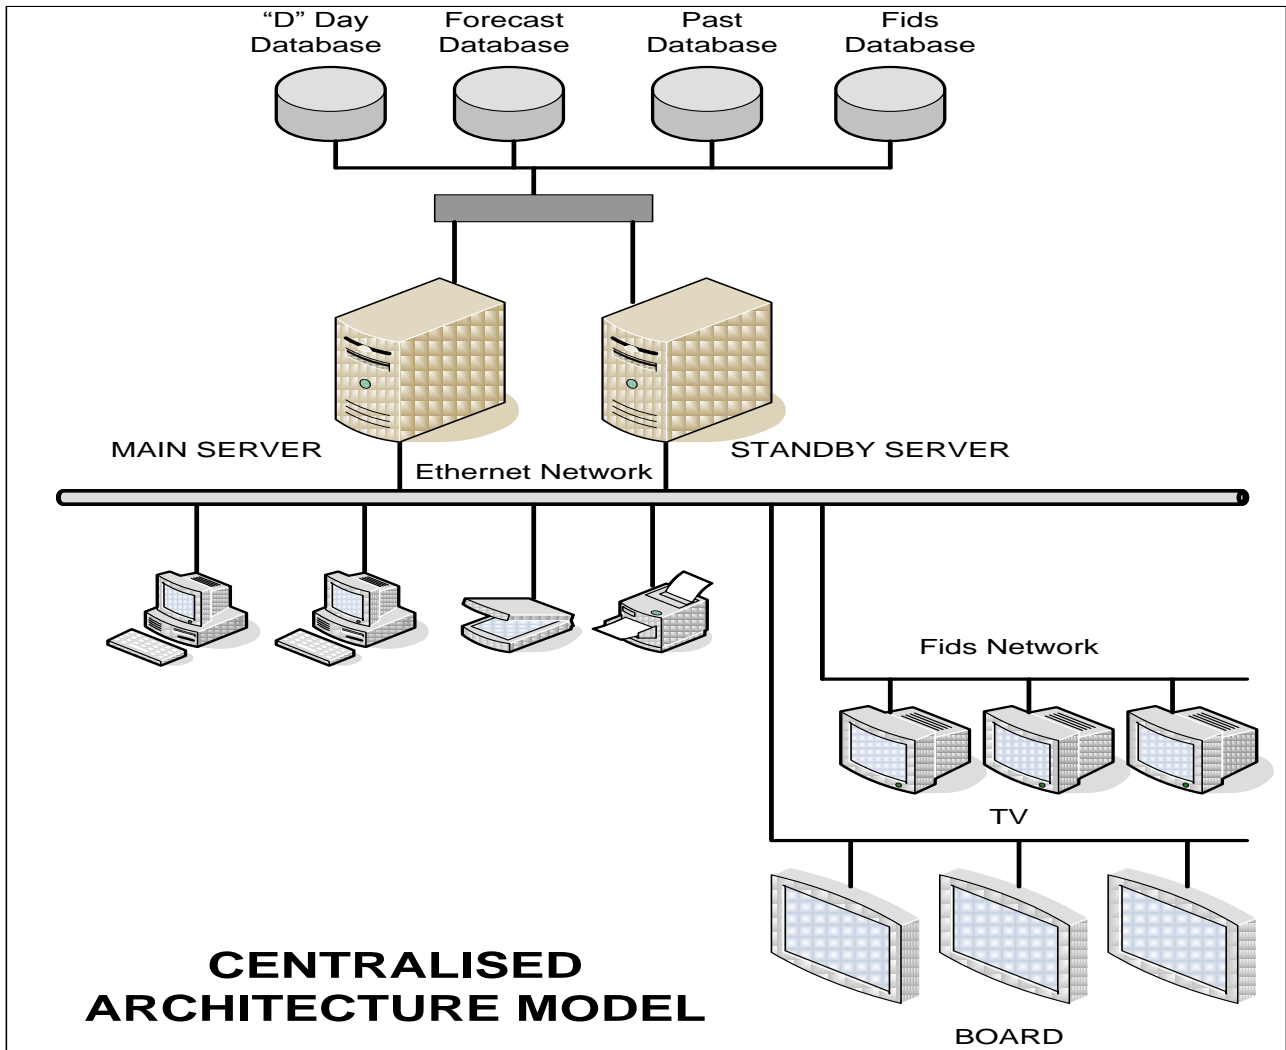 “D” Day
Database
Forecast
Database
Past
Database
Fids
Database
MAIN SERVER
STANDBY SERVER
Ethernet Network
Fids Network
TV
CENTRALISED
ARCHITECTURE MODEL
BOARD